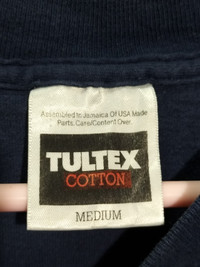 Assembled In Jamaica Of USA Made
Parts. Care/Content Over.
TULTEX
COTTON
MEDIUM